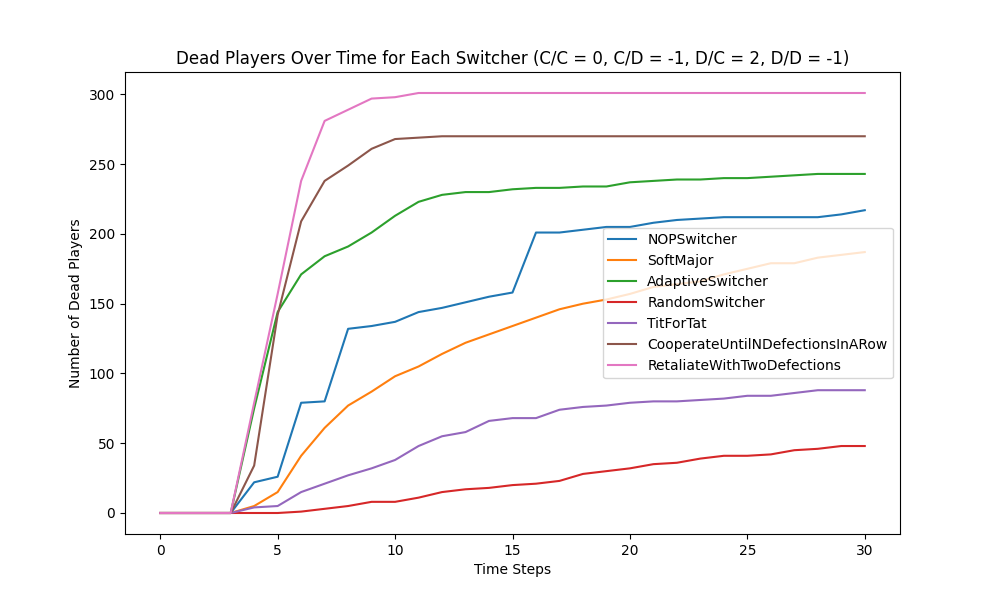 Dead Players Over Time for Each Switcher (C/C = 0, C/D = -1, D/C = 2, D/D = -1)
300
250
200
150
100
50
0
Number of Dead Players
NOPSwitcher
SoftMajor
AdaptiveSwitcher
RandomSwitcher
TitForTat
CooperateUntilNDefectionsInARow
RetaliateWithTwoDefections
0 5 10 15 20 25 30
Time Steps